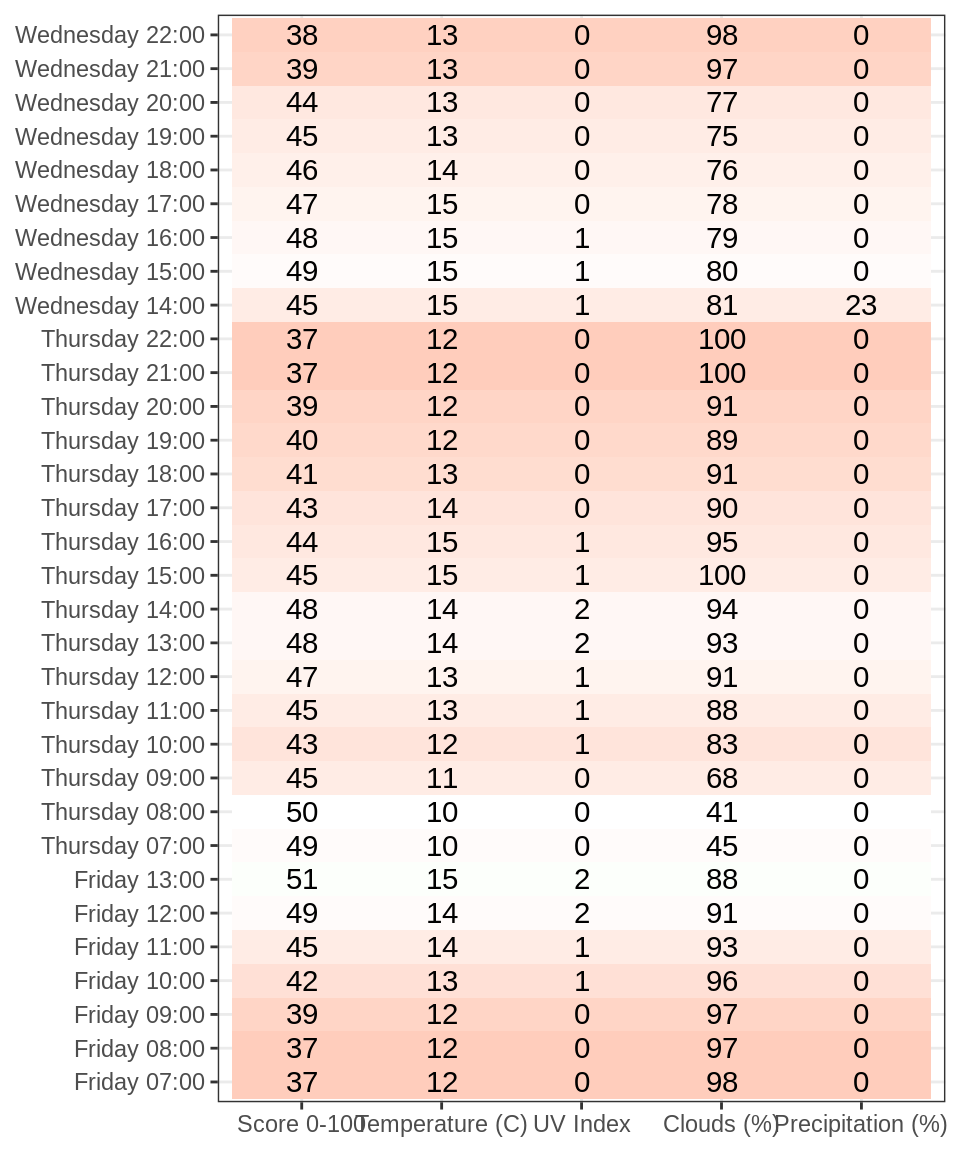 Wednesday 22:00 38 13 0 98 0
Wednesday 21:00 39 13 0 97 0
Wednesday 20:00 44 13 0 77 0
Wednesday 19:00 45 13 0 75 0
Wednesday 18:00 46 14 0 76 0
Wednesday 17:00 47 15 0 78 0
Wednesday 16:00 48 15 1 79 0
Wednesday 15:00 49 15 1 80 0
Wednesday 14:00 45 15 1 81 23
Thursday 22:00 37 12 0 100 0
Thursday 21:00 37 12 0 100 0
Thursday 20:00 39 12 0 91 0
Thursday 19:00 40 12 0 89 0
Thursday 18:00 41 13 0 91 0
Thursday 17:00 43 14 0 90 0
Thursday 16:00 44 15 1 95 0
Thursday 15:00 45 15 1 100 0
Thursday 14:00 48 14 2 94 0
Thursday 13:00 48 14 2 93 0
Thursday 12:00 47 13 1 91 0
Thursday 11:00 45 13 1 88 0
Thursday 10:00 43 12 1 83 0
Thursday 09:00 45 11 0 68 0
Thursday 08:00 50 10 0 41 0
Thursday 07:00 49 10 0 45 0
Friday 13:00 51 15 2 88 0
Friday 12:00 49 14 2 91 0
Friday 11:00 45 14 1 93 0
Friday 10:00 42 13 1 96 0
Friday 09:00 39 12 0 97 0
Friday 08:00 37 12 0 97 0
Friday 07:00 37 12 0 98 0
Score 0-100 Temperature (C) UV Index Clouds (%) Precipitation (%)